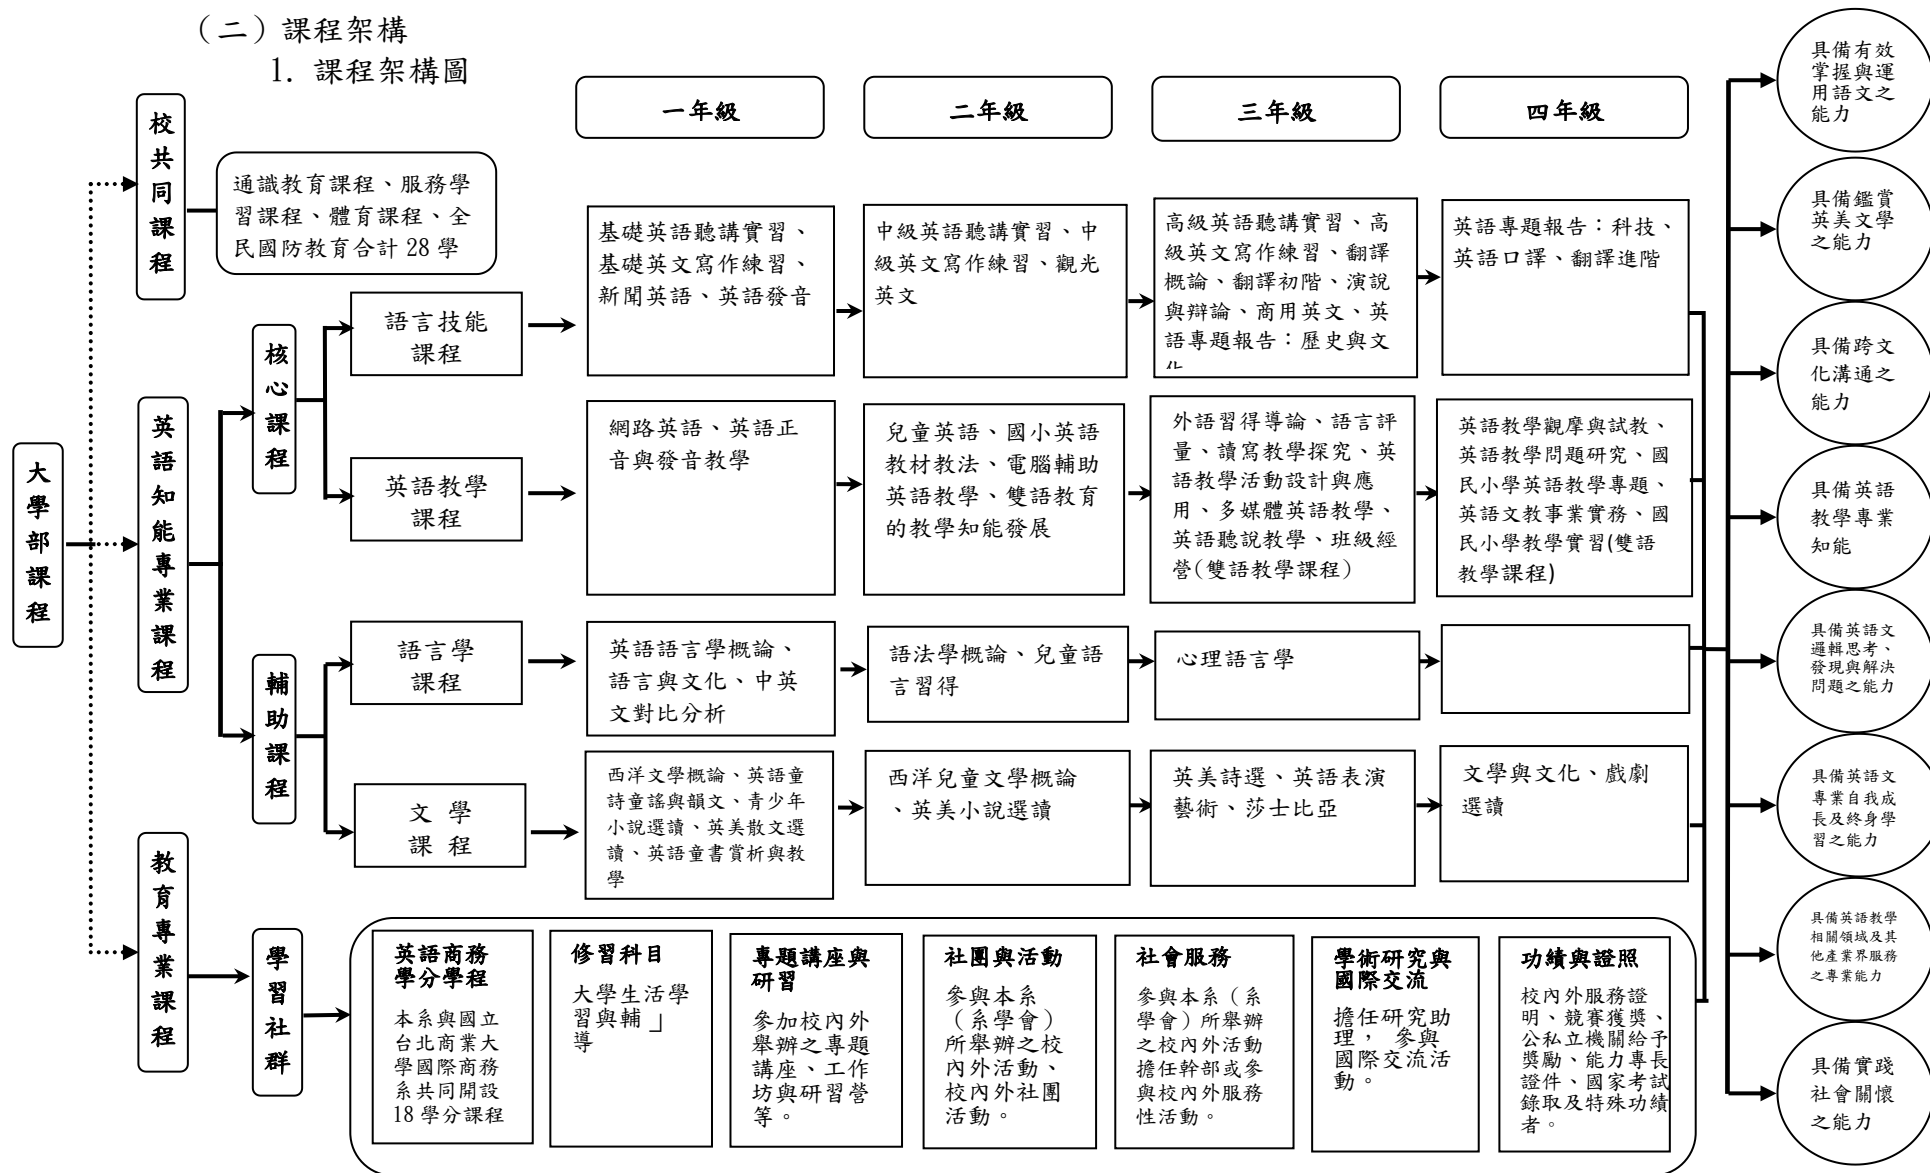 （二）課程架構
1. 課程架構圖
一年級
二年級
三年級
四年級
大學部課程
校共同課程
通識教育課程、服務學
習課程、體育課程、全
民國防教育合計 28 學
英語知能專業課程
核心課程
語言技能
課程
基礎英語聽講實習、
基礎英文寫作練習、
新聞英語、英語發音
中級英語聽講實習、中
級英文寫作練習、觀光
英文
高級英語聽講實習、高
級英文寫作練習、翻譯
概論、翻譯初階、演說
與辯論、商用英文、英
語專題報告：歷史與文
英語專題報告：科技、
英語口譯、翻譯進階
英語教學
課程
網路英語、英語正
音與發音教學
兒童英語、國小英語
教材教法、電腦輔助
英語教學、雙語教育
的教學知能發展
外語習得導論、語言評
量、讀寫教學探究、英
語教學活動設計與應
用、多媒體英語教學、
英語聽說教學、班級經
營(雙語教學課程)
英語教學觀摩與試教、
英語教學問題研究、國
民小學英語教學專題、
英語文教事業實務、國
民小學教學實習(雙語
教學課程)
輔助課程
語言學
課程
英語語言學概論、
語言與文化、中英
文對比分析
語法學概論、兒童語
言習得
心理語言學
文 學
課 程
西洋文學概論、英語童
詩童謠與韻文、青少年
小說選讀、英美散文選
讀、英語童書賞析與教
學
西洋兒童文學概論
、英美小說選讀
英美詩選、英語表演
藝術、莎士比亞
文學與文化、戲劇
選讀
教育專業課程
學習社群
英語商務
學分學程
本系與國立
台北商業大
學國際商務
系共同開設
18 學分課程
修習科目
大學生活學
習與輔」
導
專題講座與
研習
參加校內外
舉辦之專題
講座、工作
坊與研習營
等。
社團與活動
參與本系
（系學會）
所舉辦之校
內外活動、
校內外社團
活動。
社會服務
參與本系（系
學會）所舉辦
之校內外活動
擔任幹部或參
與校內外服務
性活動。
學術研究與
國際交流
擔任研究助
理， 參與
國際交流活
動。
功績與證照
校內外服務證
明、競賽獲獎、
公私立機關給予
獎勵、能力專長
證件、國家考試
錄取及特殊功績
者。
具備有效
掌握與運
用語文之
能力
具備鑑賞
英美文學
之能力
具備跨文
化溝通之
能力
具備英語
教學專業
知能
具備英語文
邏輯思考、
發現與解決
問題之能力
具備英語文
專業自我成
長及終身學
習之能力
具備英語教學
相關領域及其
他產業界服務
之專業能力
具備實踐
社會關懷
之能力